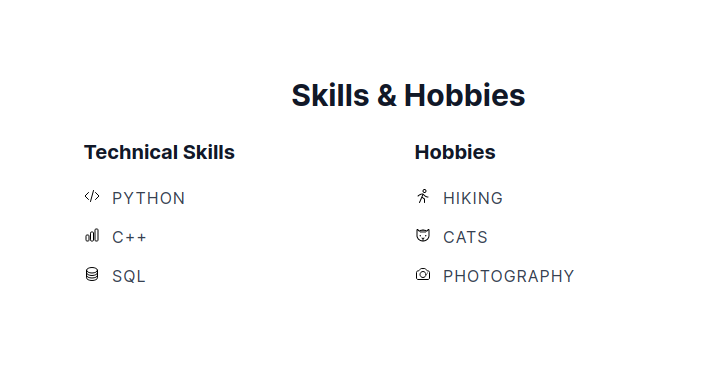 Skills & Hobbies
Technical Skills
PYTHON
C++
SQL
Hobbies
HIKING
CATS
PHOTOGRAPHY